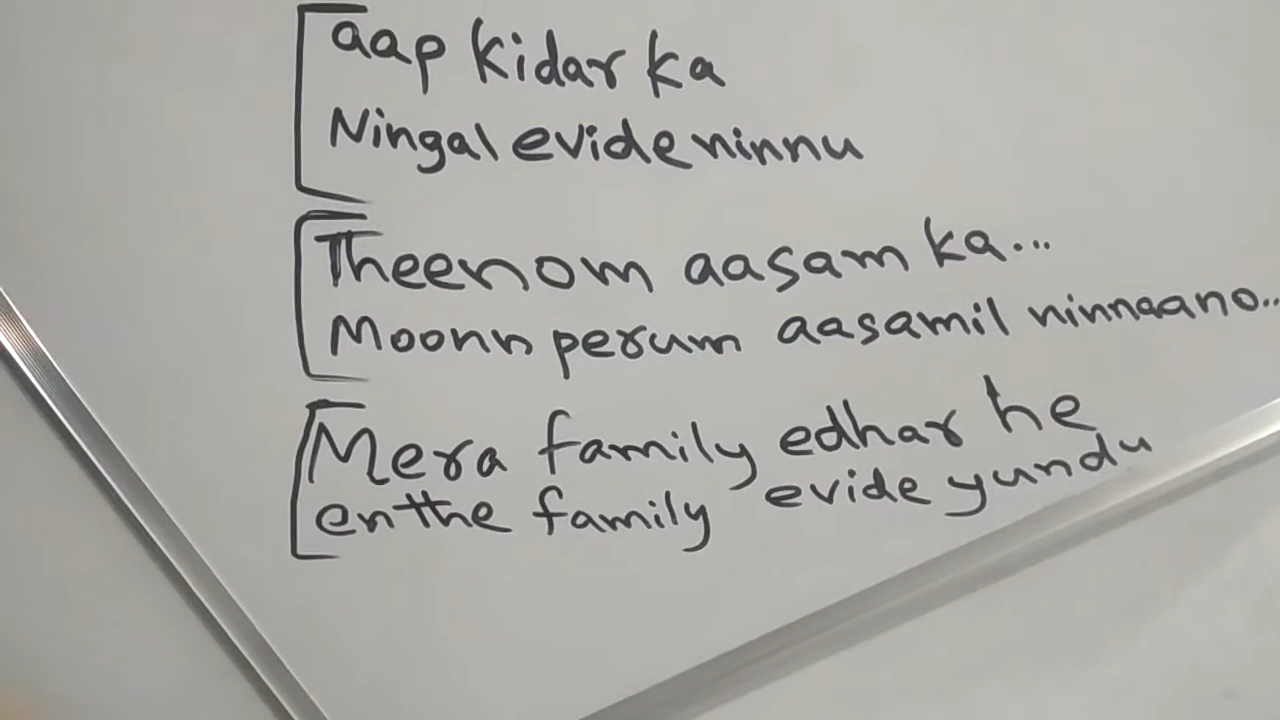 aap kidar ka
Ningal evide ninnu
Theenom aasam ka...
Moonn perum aasamil ninnaano..
Mera family edhar he
enthe family evide yundu